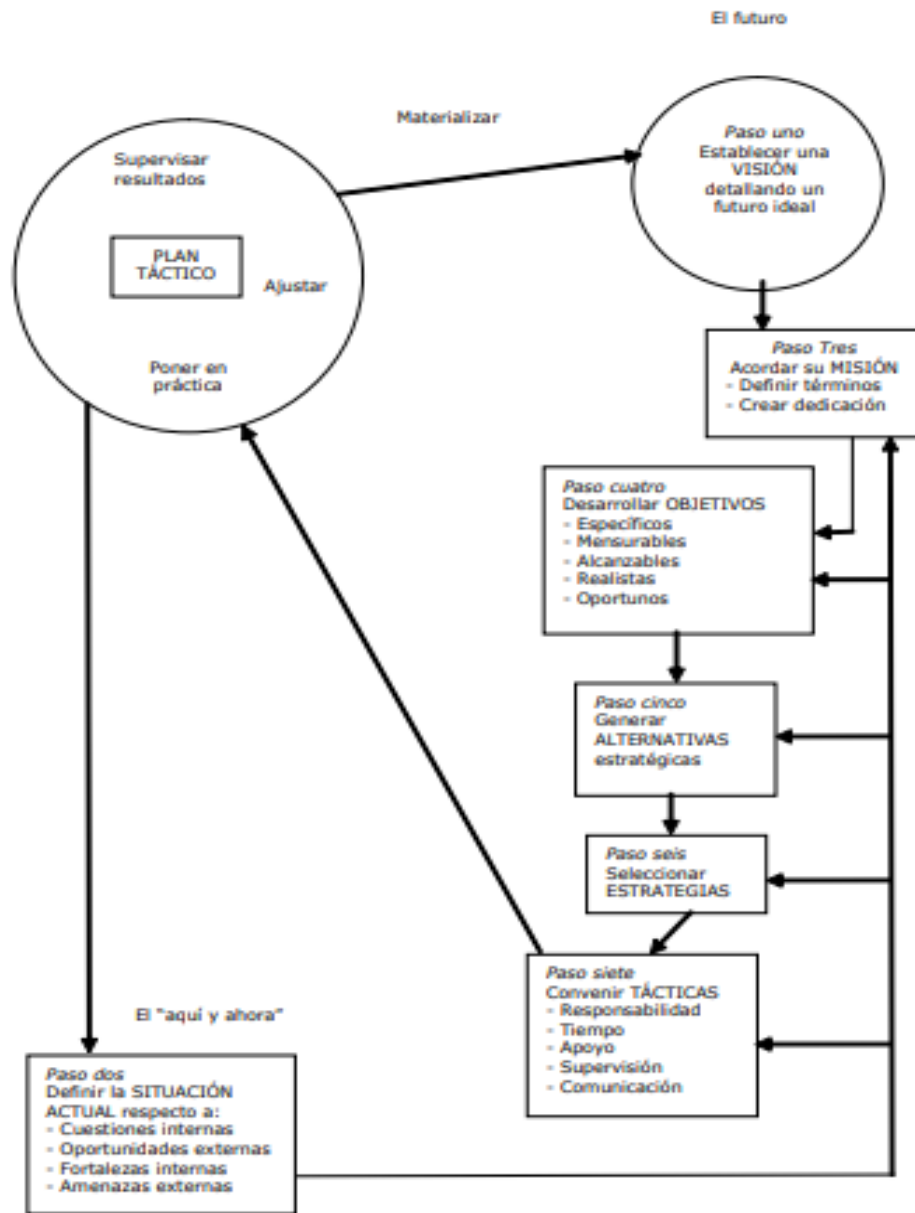 El futuro
Materializar
Paso uno
Establecer una
VISIÓN
detallando un
futuro ideal
Supervisar
resultados
PLAN
TÁCTICO
Ajustar
Poner en
práctica
Paso Tres
Acordar su MISIÓN
- Definir términos
- Crear dedicación
Paso cuatro
Desarrollar OBJETIVOS
- Específicos
- Mensurables
- Alcanzables
- Realistas
- Oportunos
Paso cinco
Generar
ALTERNATIVAS
estratégicas
Paso seis
Seleccionar
ESTRATEGIAS
Paso siete
Convenir TÁCTICAS
- Responsabilidad
- Tiempo
- Apoyo
- Supervisión
- Comunicación
El "aquí y ahora"
Paso dos
Definir la SITUACIÓN
ACTUAL respecto a:
- Cuestiones internas
- Oportunidades externas
- Fortalezas internas
- Amenazas externas